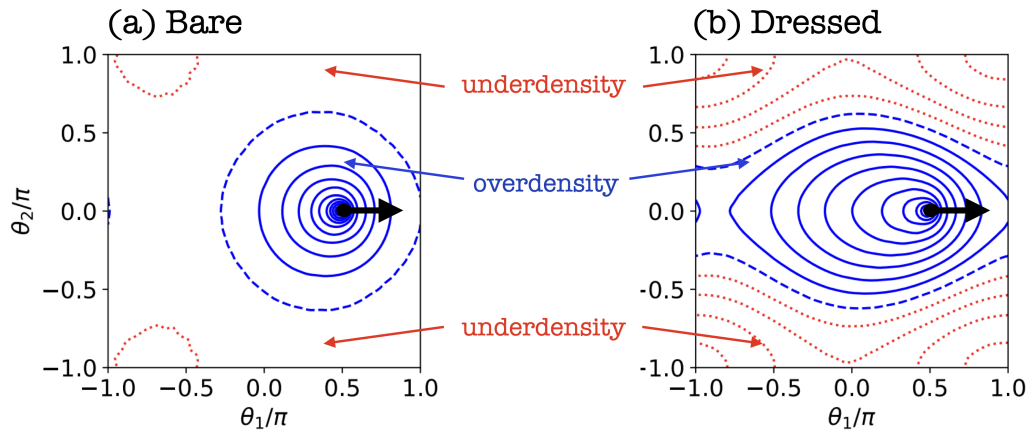 (a) Bare
(b) Dressed
1.0
0.5
0.0
−0.5
−1.0
θ2/π
−1.0 −0.5 0.0 0.5 1.0
θ1/π
underdensity
overdensity
underdensity
1.0
0.5
0.0
-0.5
-1.0
−1.0 −0.5 0.0 0.5 1.0
θ1/π